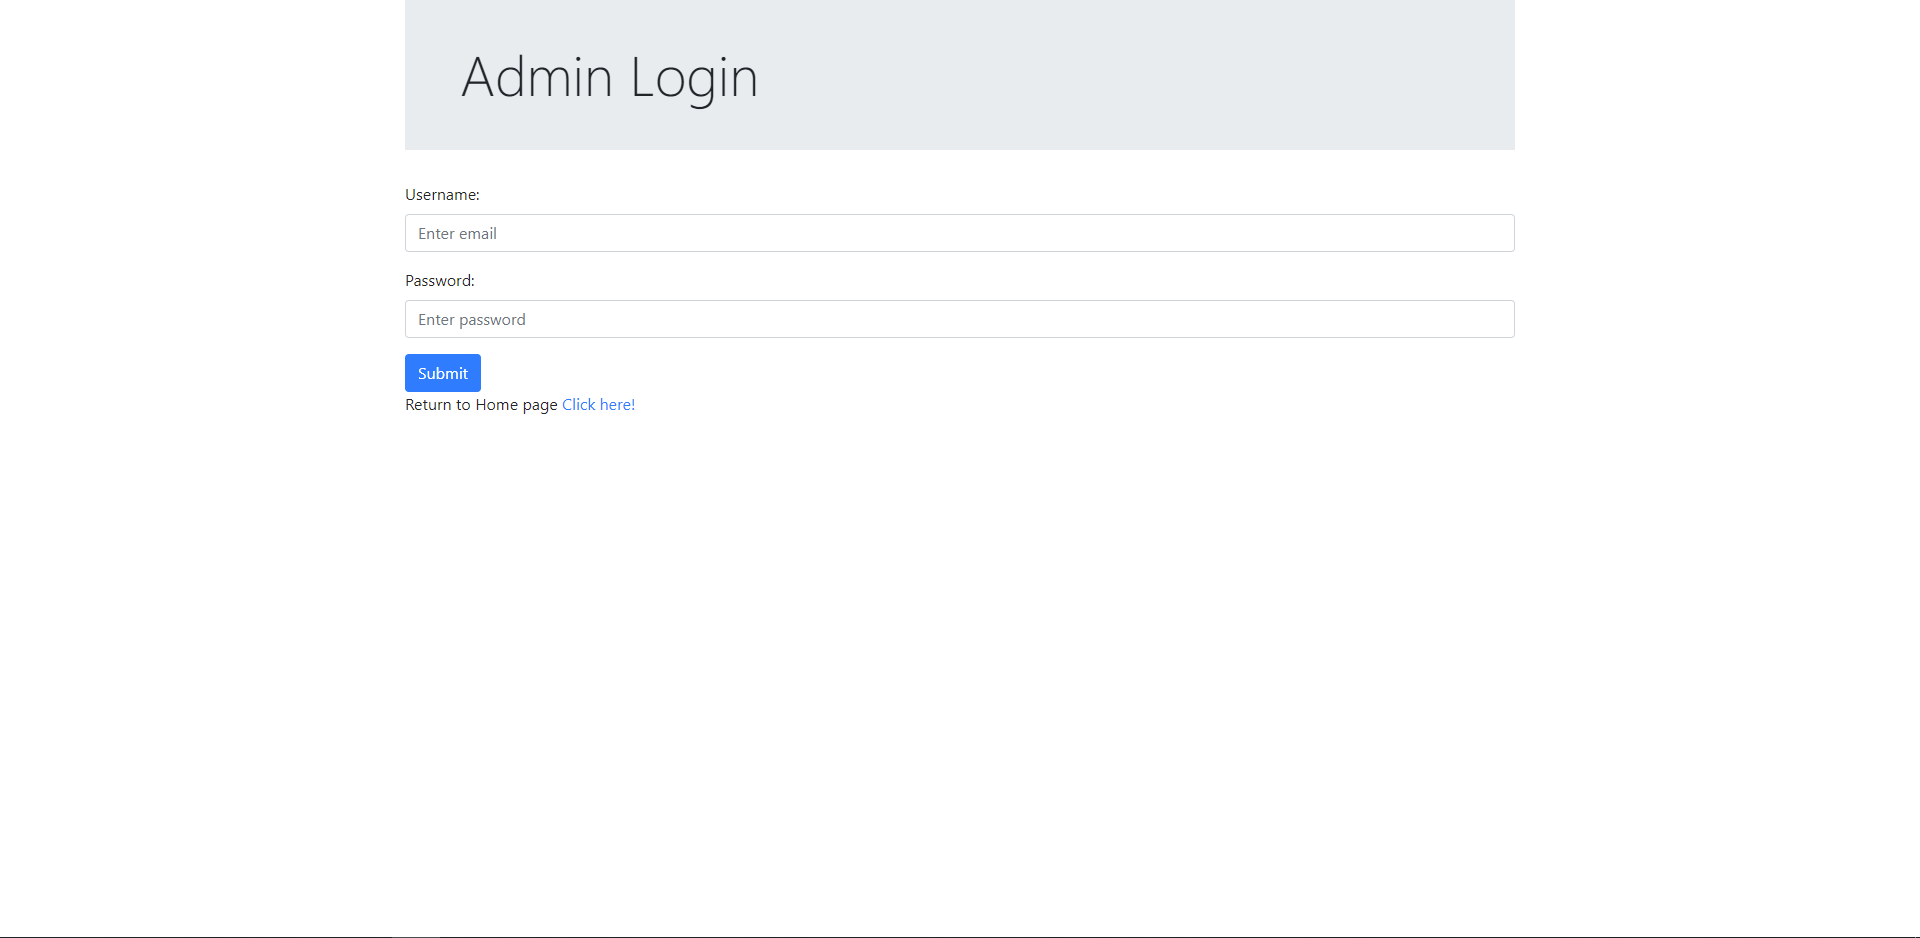 Admin Login
Username:
Enter email
Password:
Enter password
Submit
Return to Home page Click here!